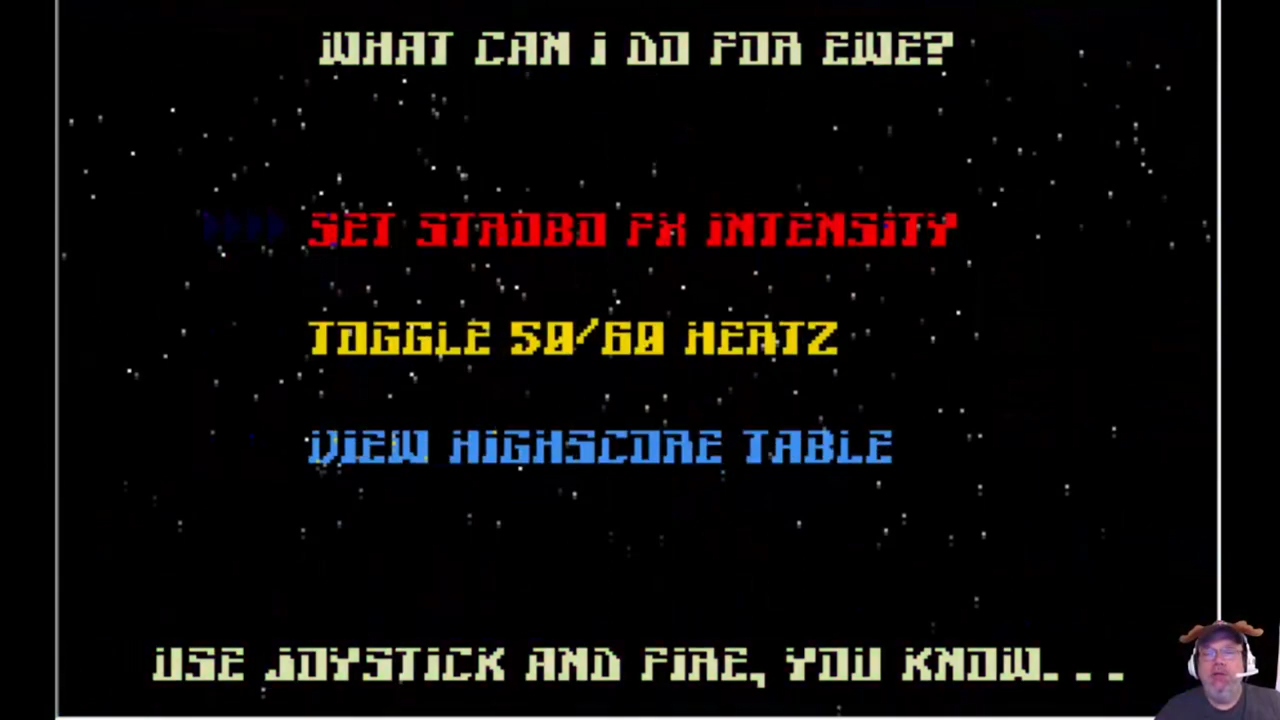 WHAT CAN I DO FOR EWE?
SET STROBO FX INTENSITY
TOGGLE 50/60 HERTZ
VIEW HIGHSCORE TABLE
USE JOYSTICK AND FIRE, YOU KNOW...